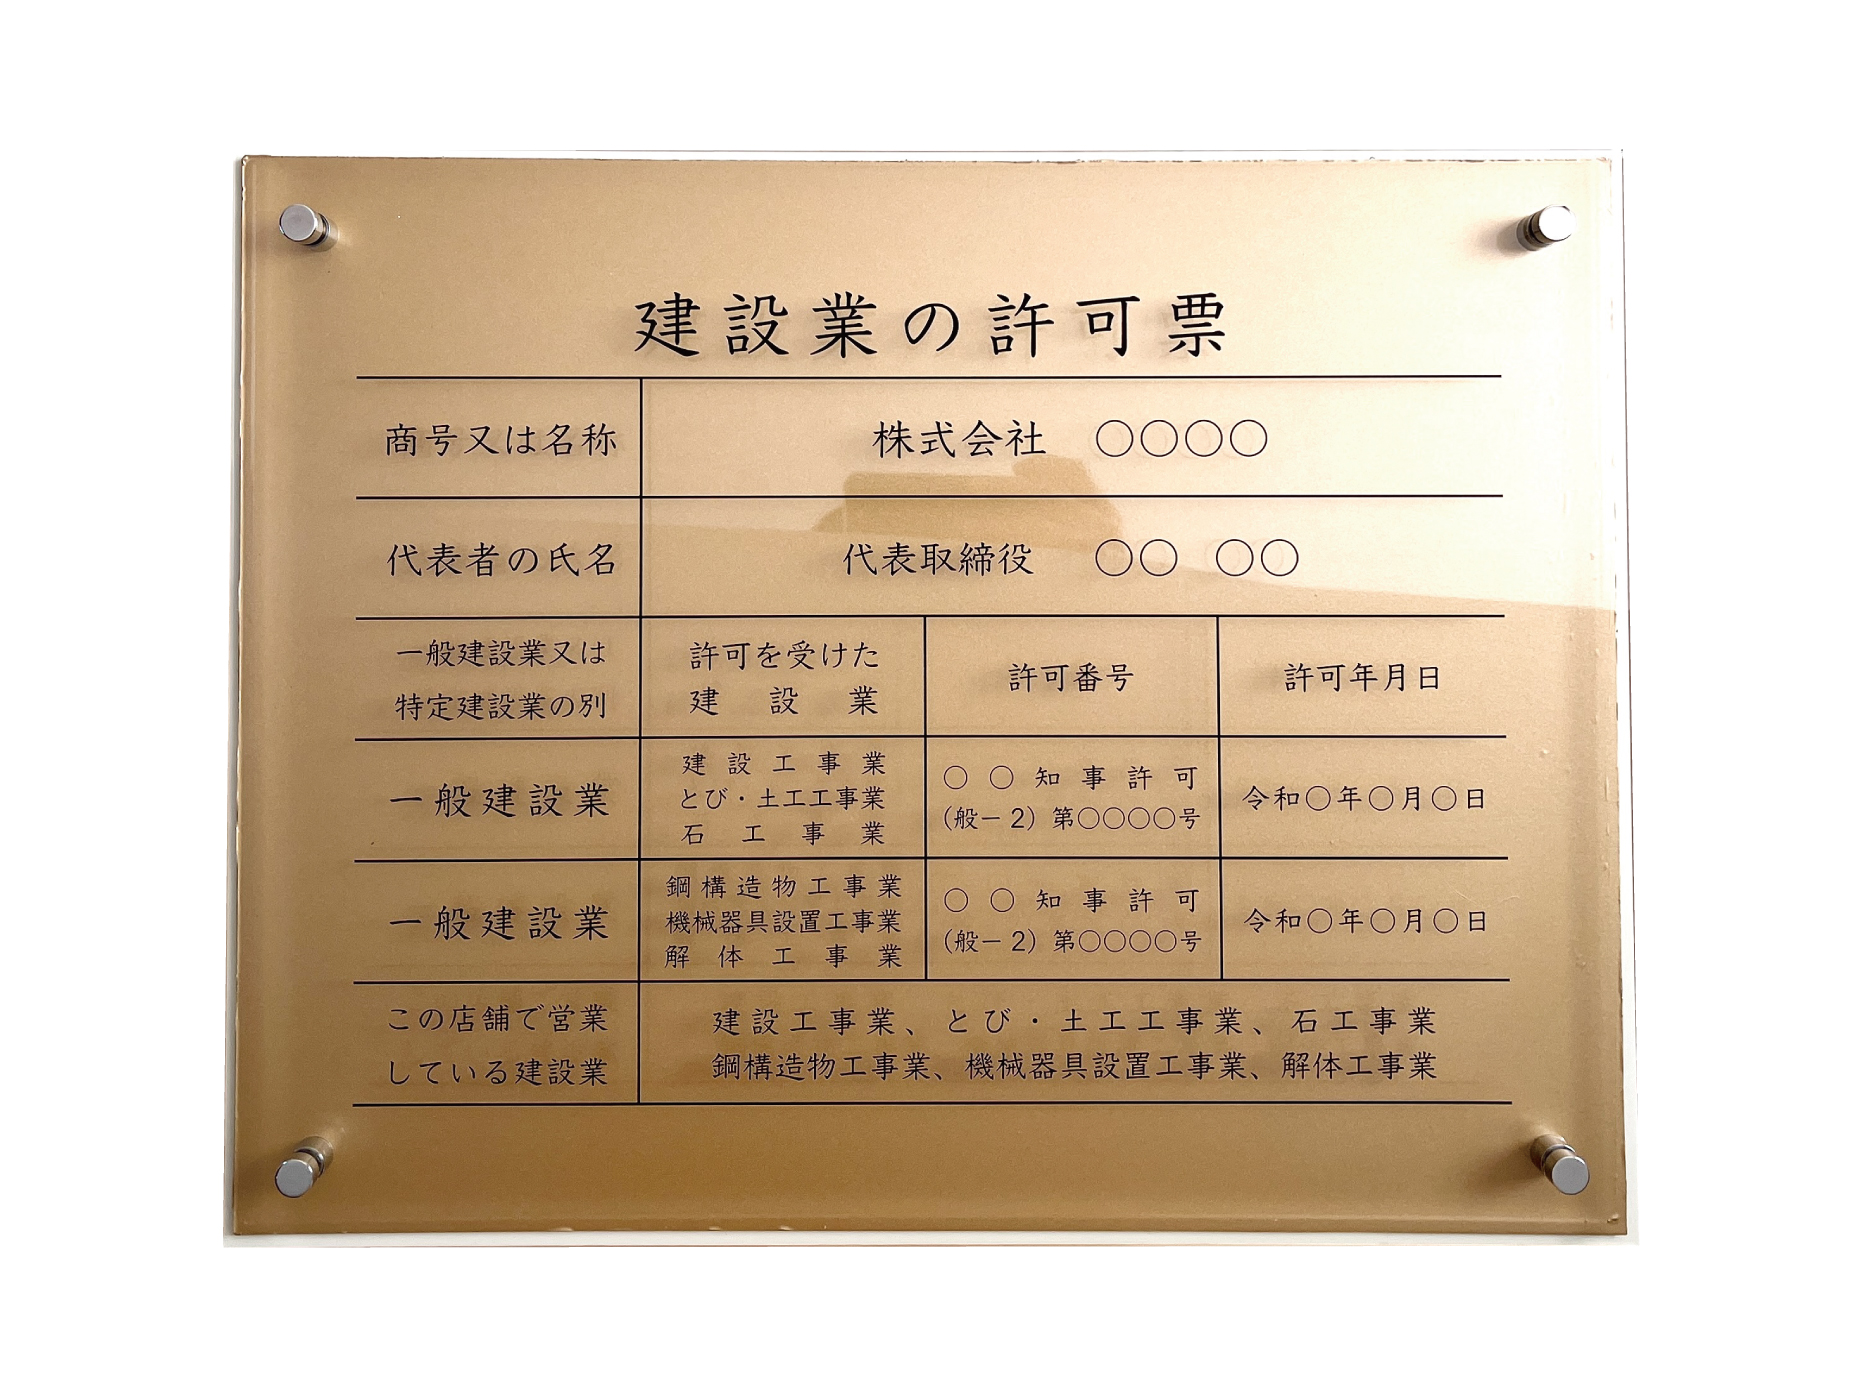 建設業の許可票
商号又は名称
株式会社 ○○○○
代表者の氏名
代表取締役 ○○ ○○
一般建設業又は
特定建設業の別
許可を受けた
建設業
許可番号
許可年月日
一般建設業
建設工事業
とび・土工工事業
石工事業
○○知事許可
(般－2) 第○○○○号
令和○年○月○日
一般建設業
鋼構造物工事業
機械器具設置工事業
解体工事業
○○知事許可
(般－2) 第○○○○号
令和○年○月○日
この店舗で営業
している建設業
建設工事業、とび・土工工事業、石工事業
鋼構造物工事業、機械器具設置工事業、解体工事業